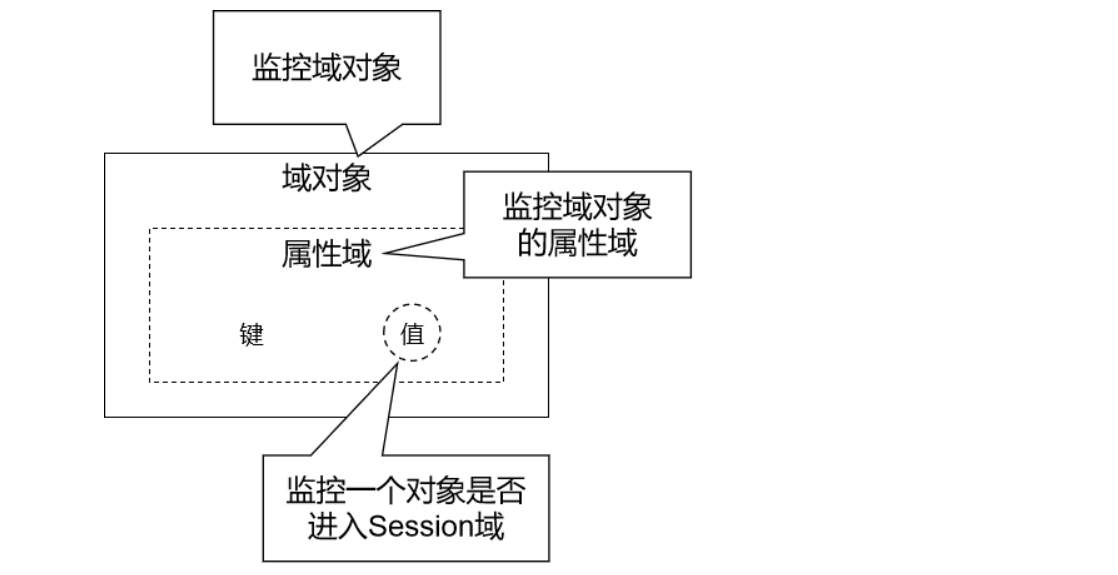 监控域对象
域对象
监控域对象
的属性域
属性域
键
值
监控一个对象是否
进入Session域